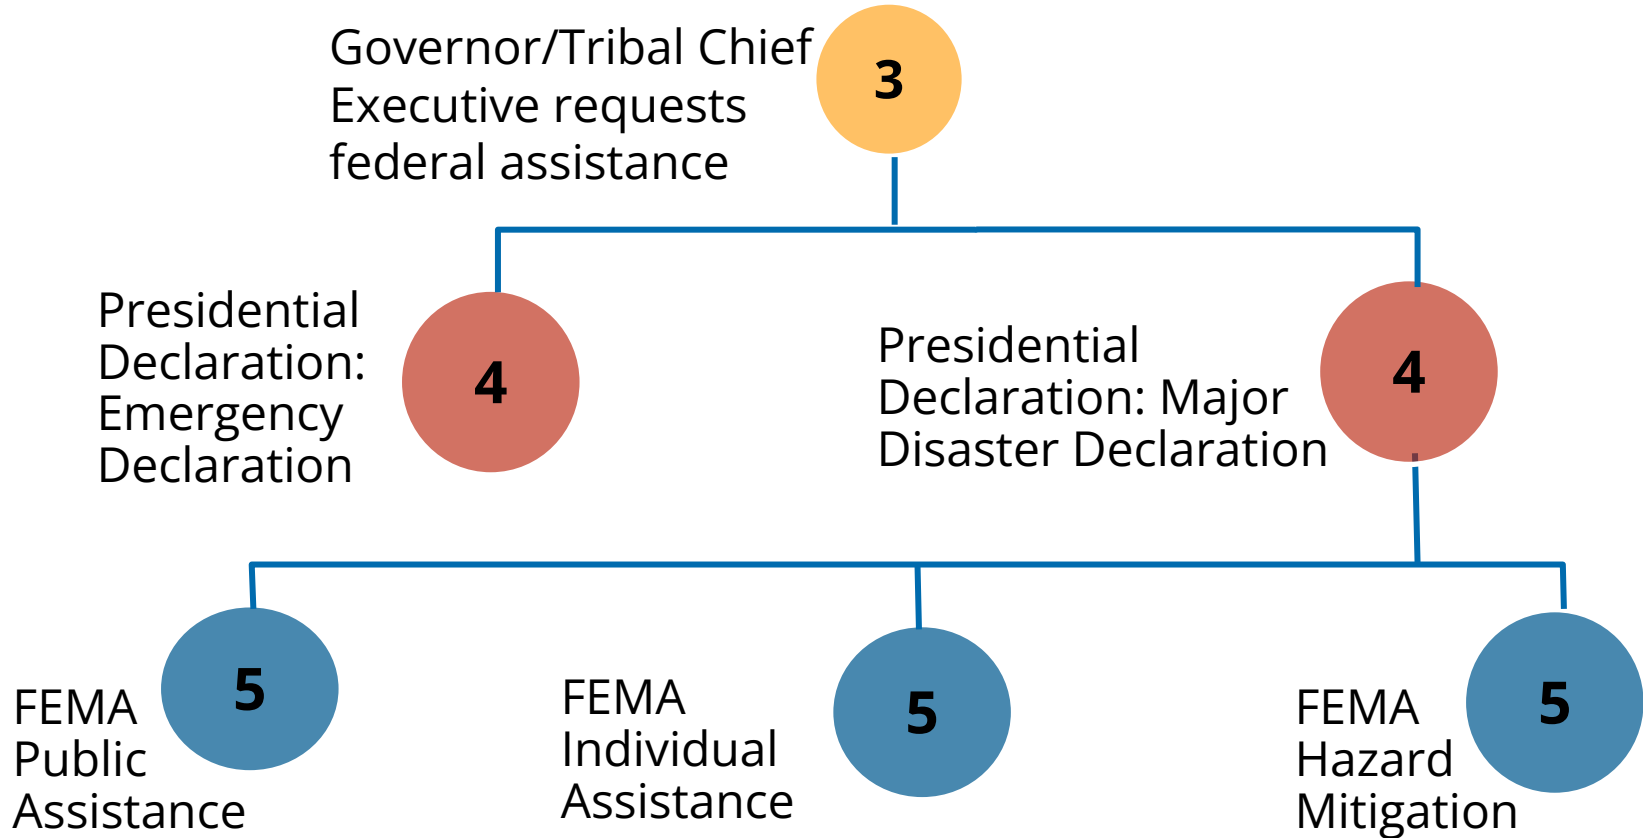 Governor/Tribal Chief
Executive requests
federal assistance
3
Presidential
Declaration:
Emergency
Declaration
4
Presidential
Declaration: Major
Disaster Declaration
4
FEMA
Public
Assistance
5
FEMA
Individual
Assistance
5
FEMA
Hazard
Mitigation
5